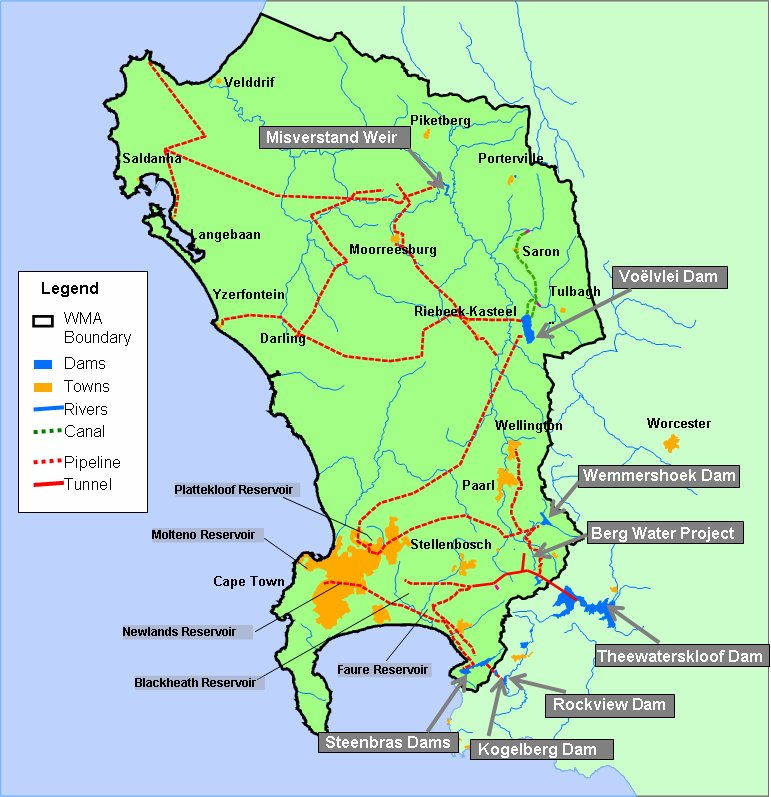 Velddrif
Piketberg
Misverstand Weir
Porterville
Saldanha
Langebaan
Moorreesburg
Saron
Voëlvlei Dam
Tulbagh
Yzerfontein
Riebeek-Kasteel
Darling
Legend
WMA
Boundary
Dams
Towns
Rivers
Canal
Pipeline
Tunnel
Wellington
Worcester
Wemmershoek Dam
Paarl
Plattekloof Reservoir
Molteno Reservoir
Stellenbosch
Berg Water Project
Cape Town
Newlands Reservoir
Theewaterskloof Dam
Faure Reservoir
Blackheath Reservoir
Rockview Dam
Steenbras Dams
Kogelberg Dam